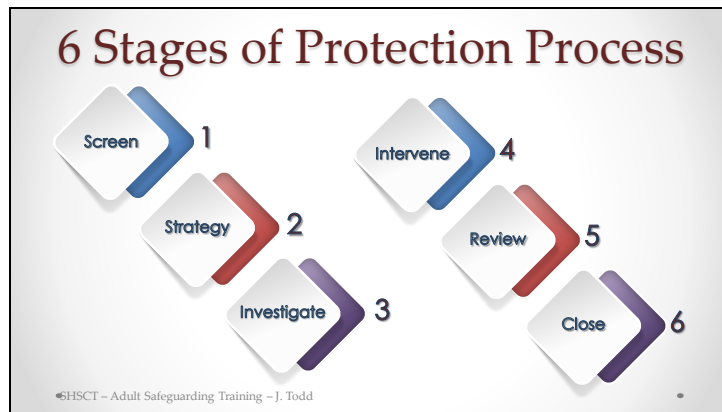 6 Stages of Protection Process
Screen
1
Strategy
2
Investigate
3
Intervene
4
Review
5
Close
6
SHSCT – Adult Safeguarding Training – J. Todd